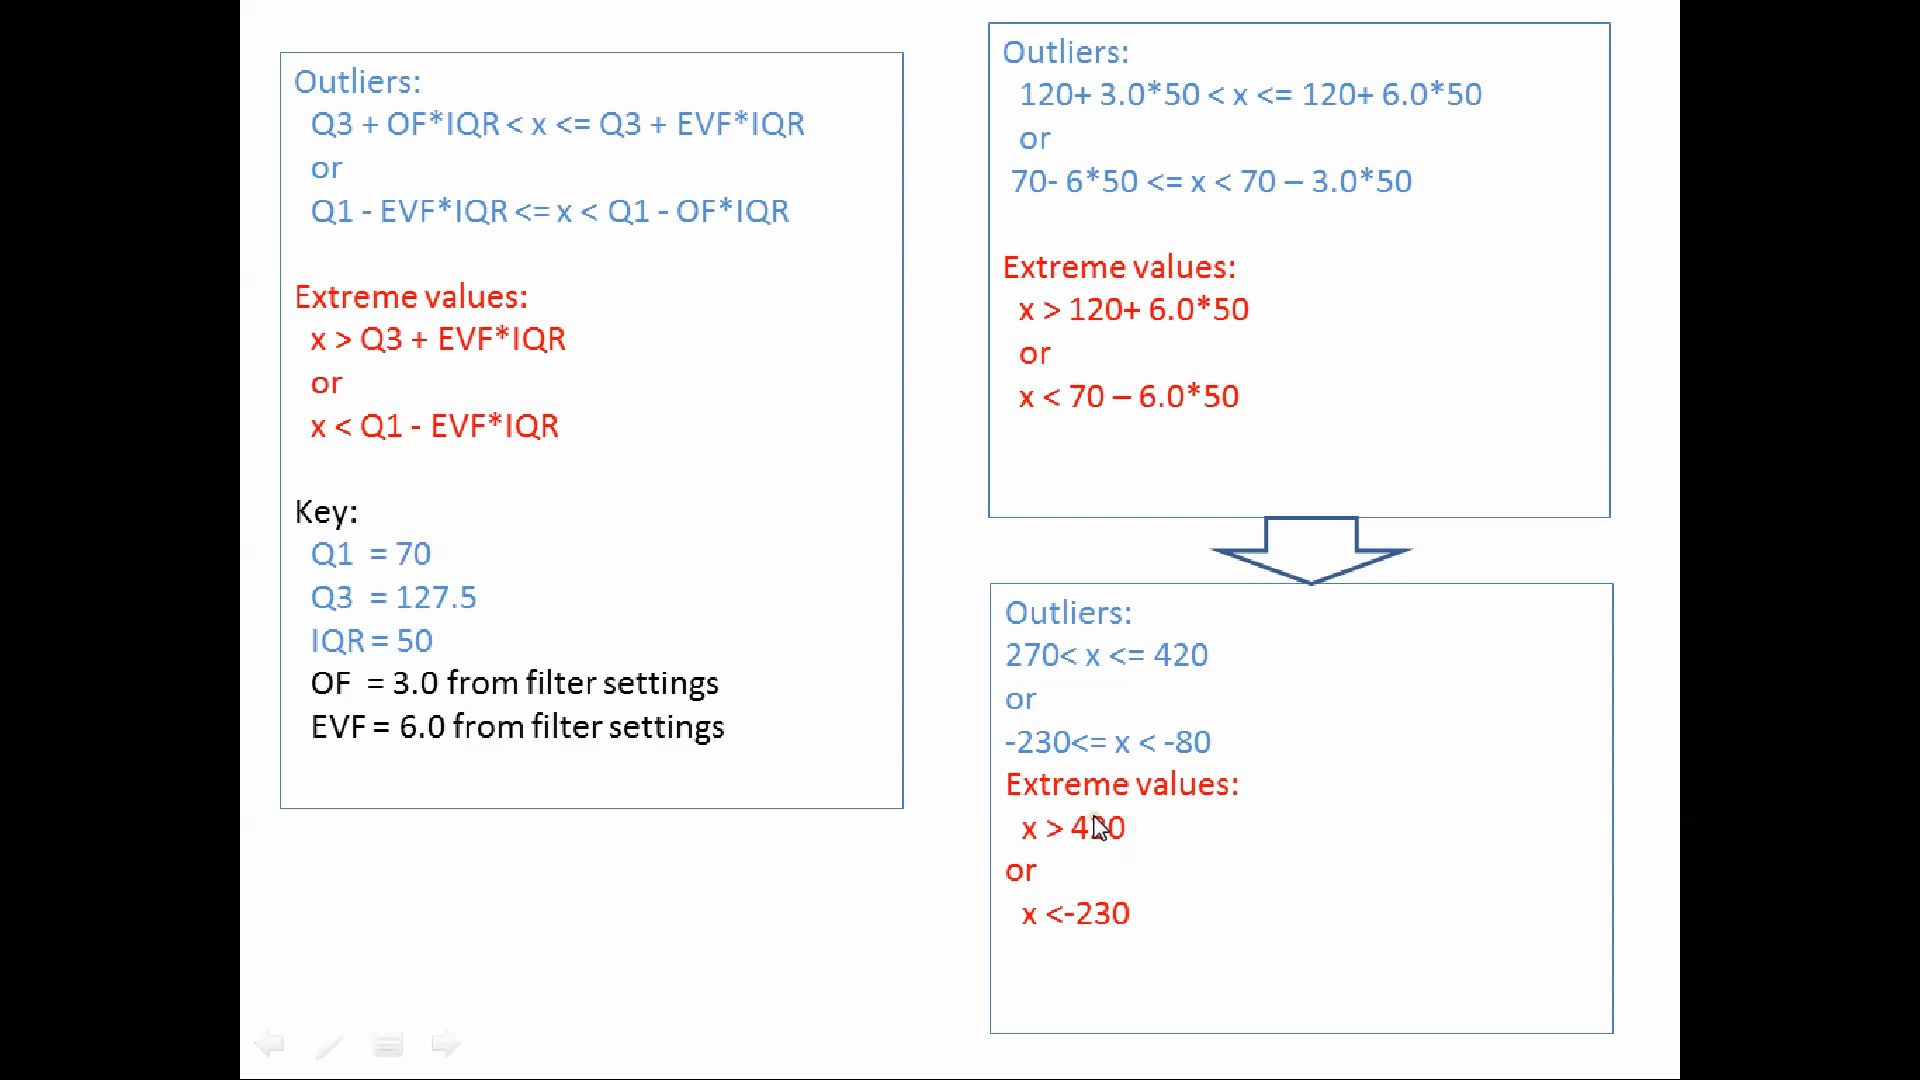 Outliers:
Q3 + OF*IQR < x <= Q3 + EVF*IQR
or
Q1 - EVF*IQR <= x < Q1 - OF*IQR
Extreme values:
x > Q3 + EVF*IQR
or
x < Q1 - EVF*IQR
Key:
Q1 = 70
Q3 = 127.5
IQR = 50
OF = 3.0 from filter settings
EVF = 6.0 from filter settings
Outliers:
120+ 3.0*50 < x <= 120+ 6.0*50
or
70- 6*50 <= x < 70 – 3.0*50
Extreme values:
x > 120+ 6.0*50
or
x < 70 – 6.0*50
Outliers:
270< x <= 420
or
-230<= x < -80
Extreme values:
x > 420
or
x <-230